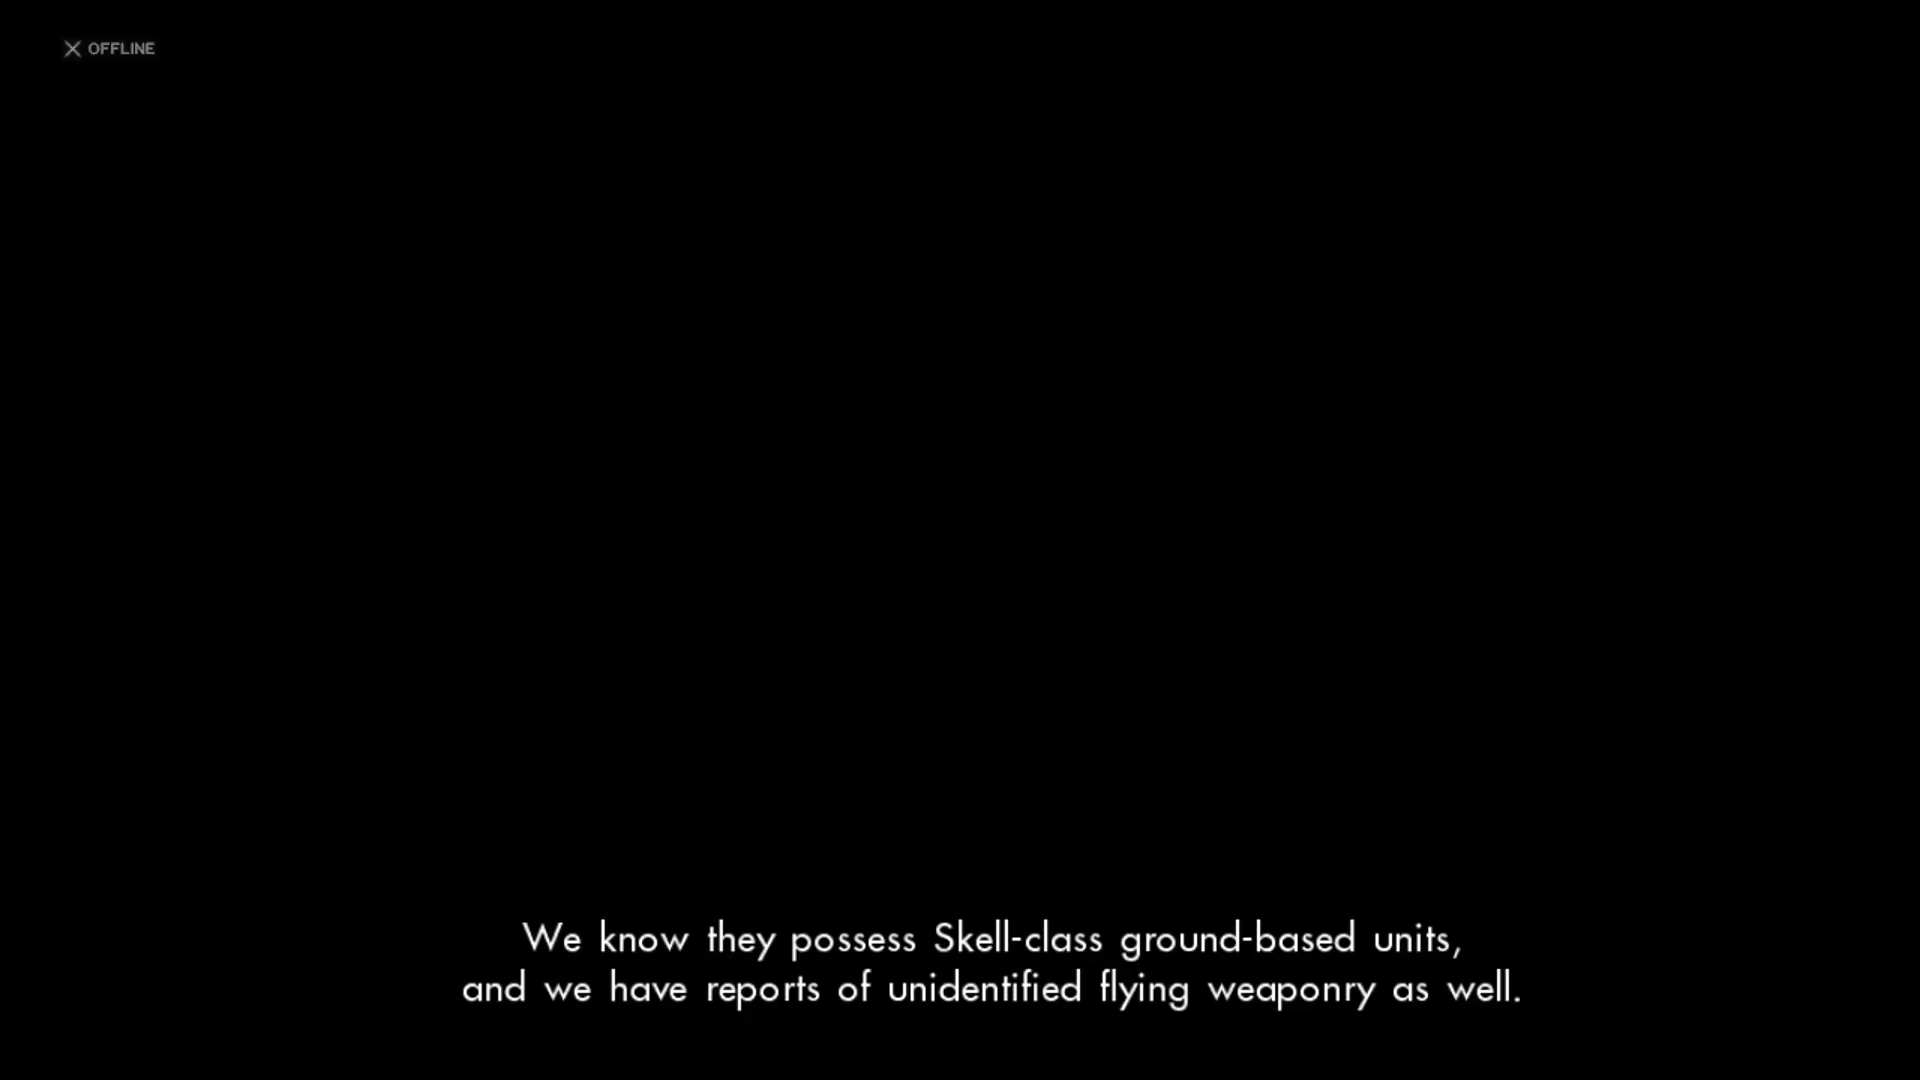 OFFLINE
We know they possess Skell-class ground-based units,
and we have reports of unidentified flying weaponry as well.